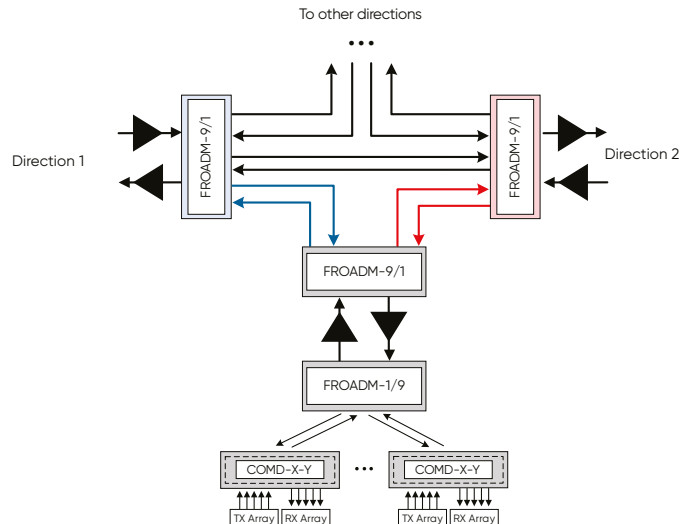 To other directions
FROADM-9/1
FROADM-9/1
Direction 1
Direction 2
FROADM-9/1
FROADM-1/9
COMD-X-Y
COMD-X-Y
TX Array
RX Array
TX Array
RX Array